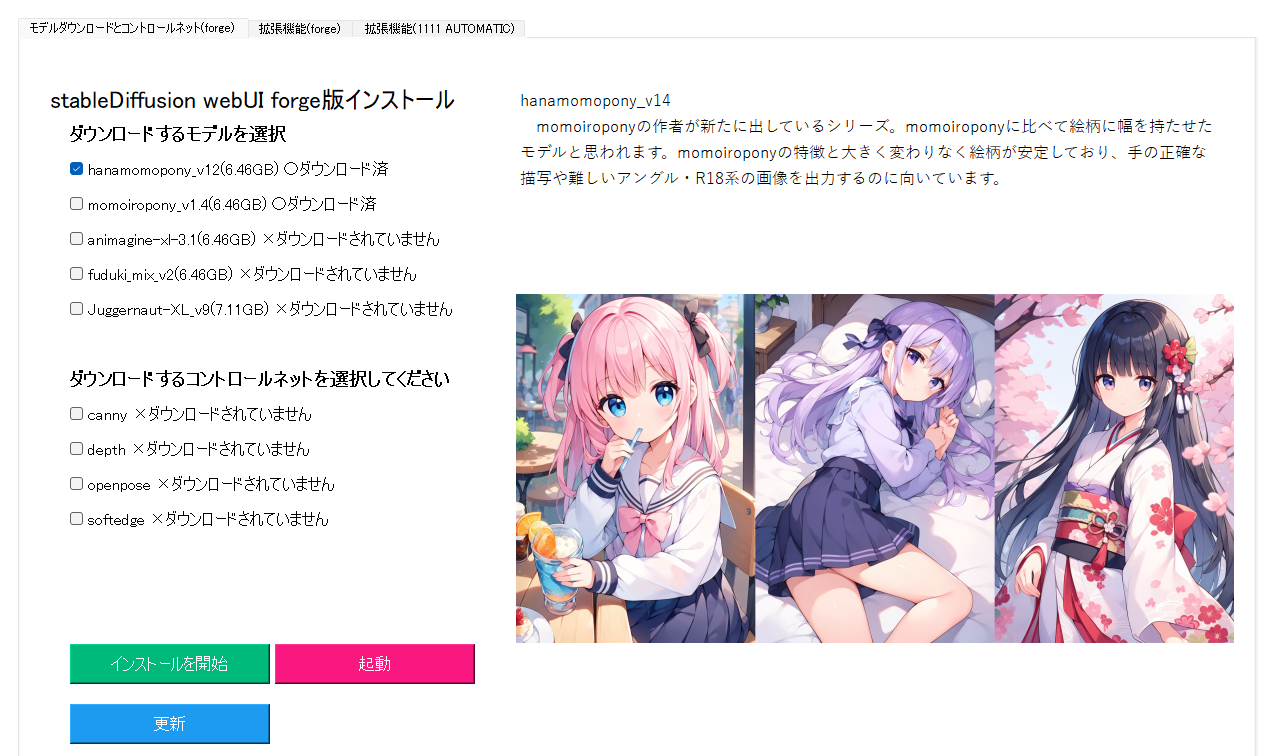 モデルダウンロードとコントロールネット(forge)
拡張機能(forge)
拡張機能(1111 AUTOMATIC)
stableDiffusion webUI forge版インストール
ダウンロードするモデルを選択
hanamomopony_v12(6.46GB) ○ダウンロード済
momoiropony_v1.4(6.46GB) ○ダウンロード済
animagine-xl-3.1(6.46GB) ×ダウンロードされていません
fuduki_mix_v2(6.46GB) ×ダウンロードされていません
Juggernaut-XL_v9(7.11GB) ×ダウンロードされていません
ダウンロードするコントロールネットを選択してください
canny ×ダウンロードされていません
depth ×ダウンロードされていません
openpose ×ダウンロードされていません
softedge ×ダウンロードされていません
インストールを開始
起動
更新
hanamomopony_v14
momoiroponyの作者が新たに出しているシリーズ。momoiroponyに比べて絵柄に幅を持たせた
モデルと思われます。momoiroponyの特徴と大きく変わりなく絵柄が安定しており、手の正確な
描写や難しいアングル・R18系の画像を出力するのに向いています。